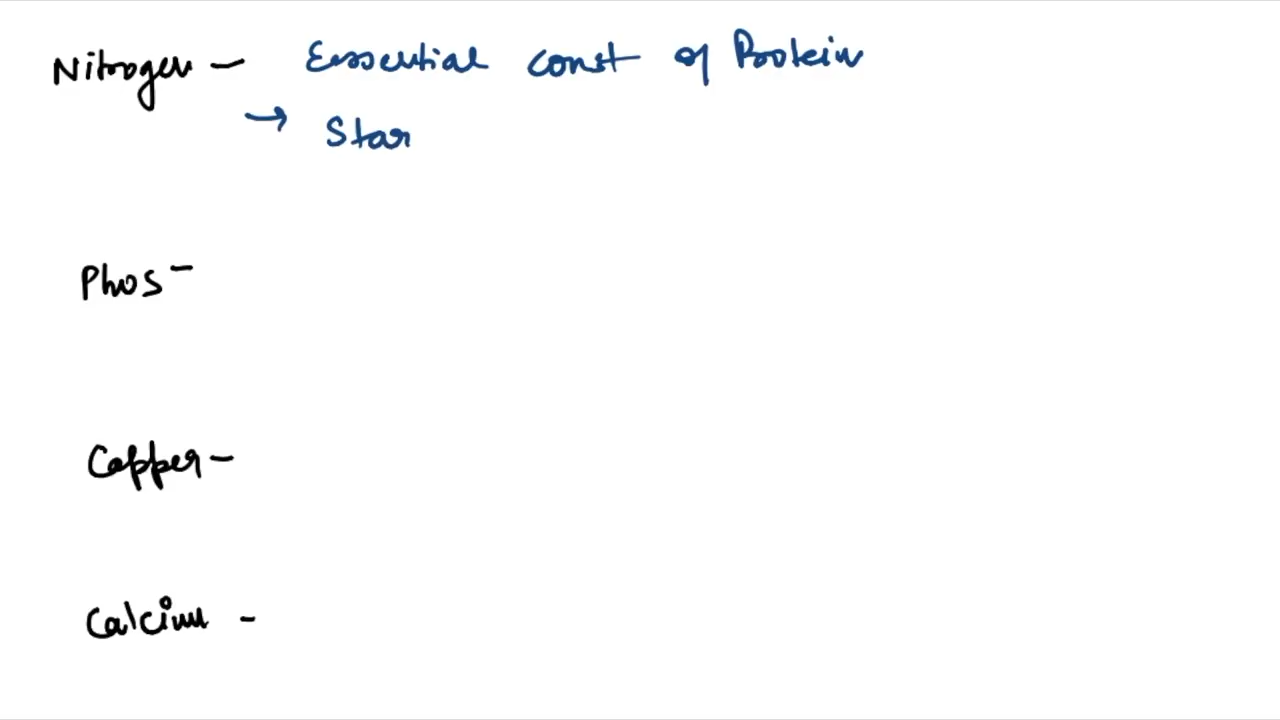 Nitrogen - Essential const of Protein
→ Star
Phos -
Copper -
Calcium -